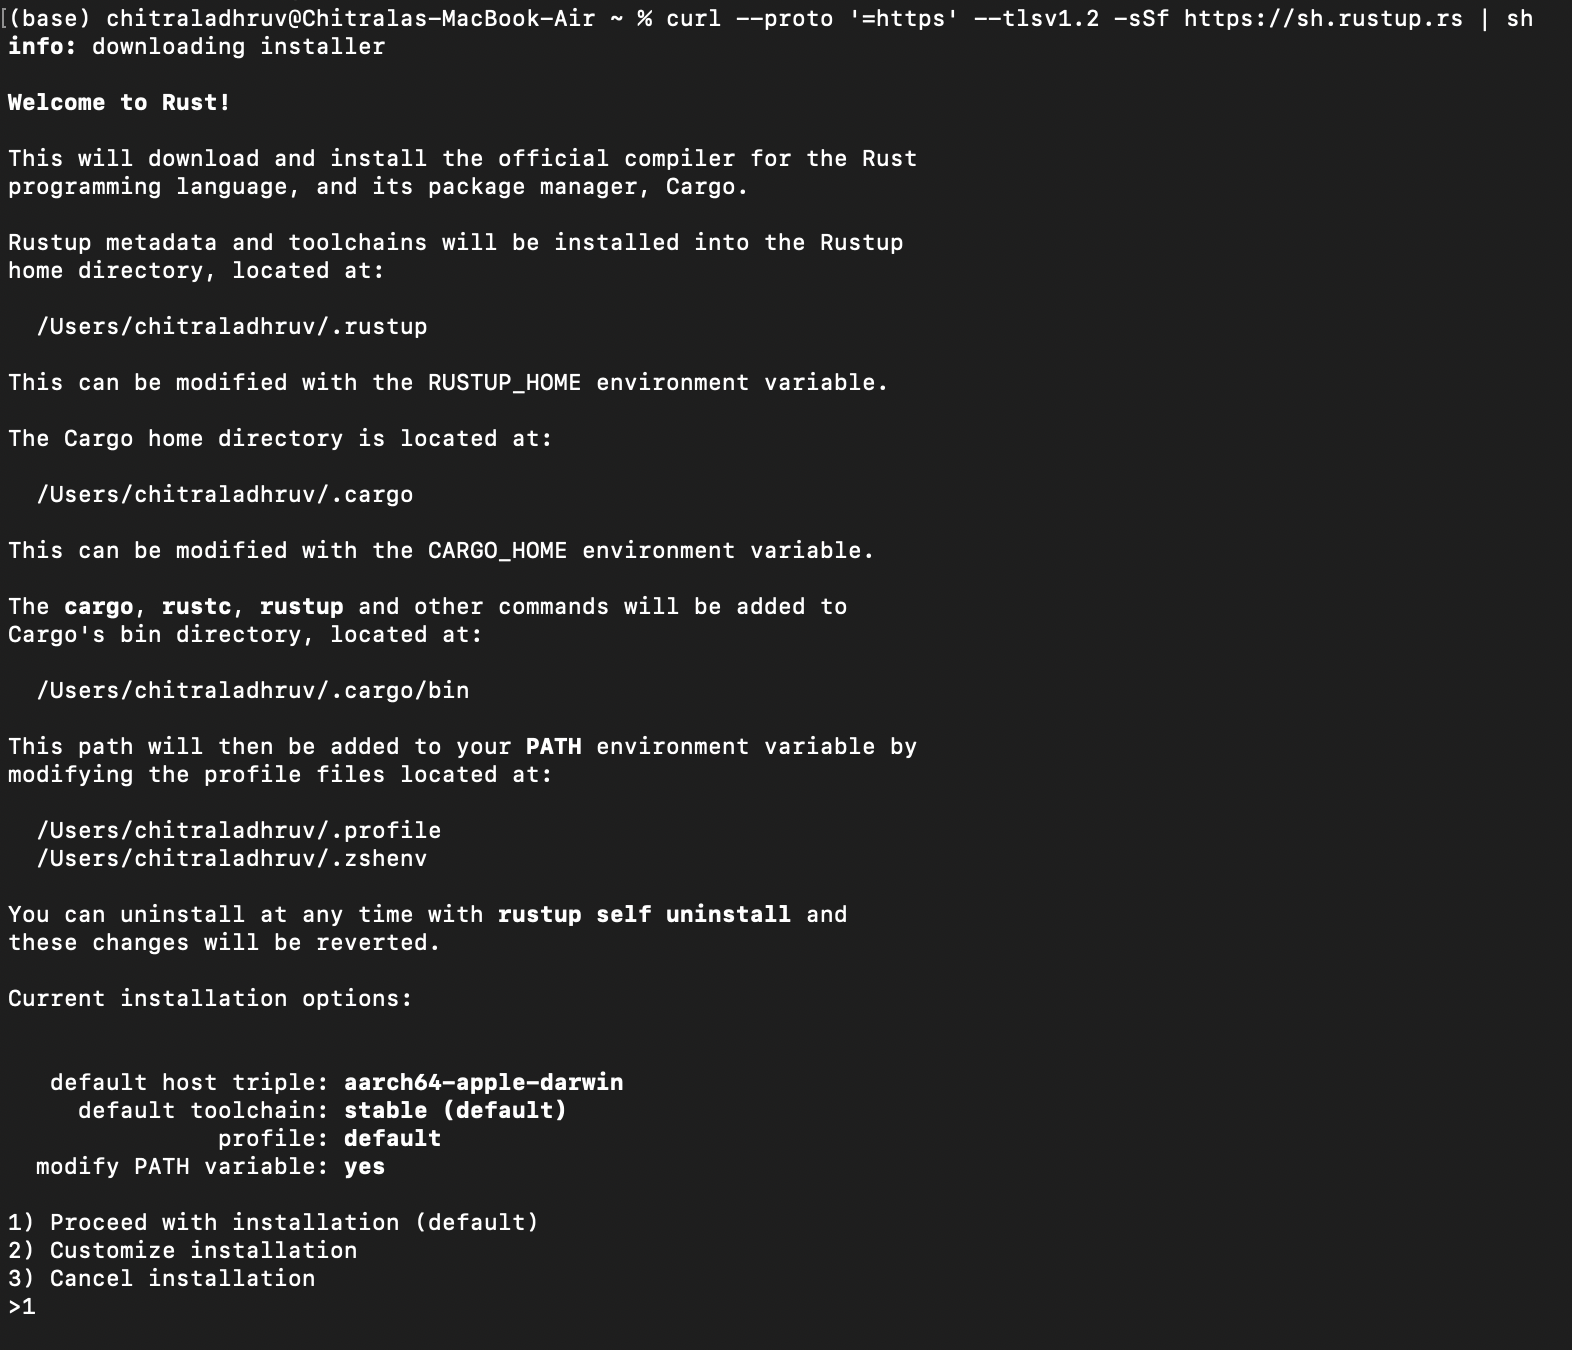 [(base) chitraladhruv@Chitralas-MacBook-Air ~ % curl --proto '=https' --tlsv1.2 -sSf https://sh.rustup.rs | sh
info: downloading installer
Welcome to Rust!
This will download and install the official compiler for the Rust
programming language, and its package manager, Cargo.
Rustup metadata and toolchains will be installed into the Rustup
home directory, located at:
/Users/chitraladhruv/.rustup
This can be modified with the RUSTUP_HOME environment variable.
The Cargo home directory is located at:
/Users/chitraladhruv/.cargo
This can be modified with the CARGO_HOME environment variable.
The cargo, rustc, rustup and other commands will be added to
Cargo's bin directory, located at:
/Users/chitraladhruv/.cargo/bin
This path will then be added to your PATH environment variable by
modifying the profile files located at:
/Users/chitraladhruv/.profile
/Users/chitraladhruv/.zshenv
You can uninstall at any time with rustup self uninstall and
these changes will be reverted.
Current installation options:
default host triple: aarch64-apple-darwin
default toolchain: stable (default)
profile: default
modify PATH variable: yes
1) Proceed with installation (default)
2) Customize installation
3) Cancel installation
>1